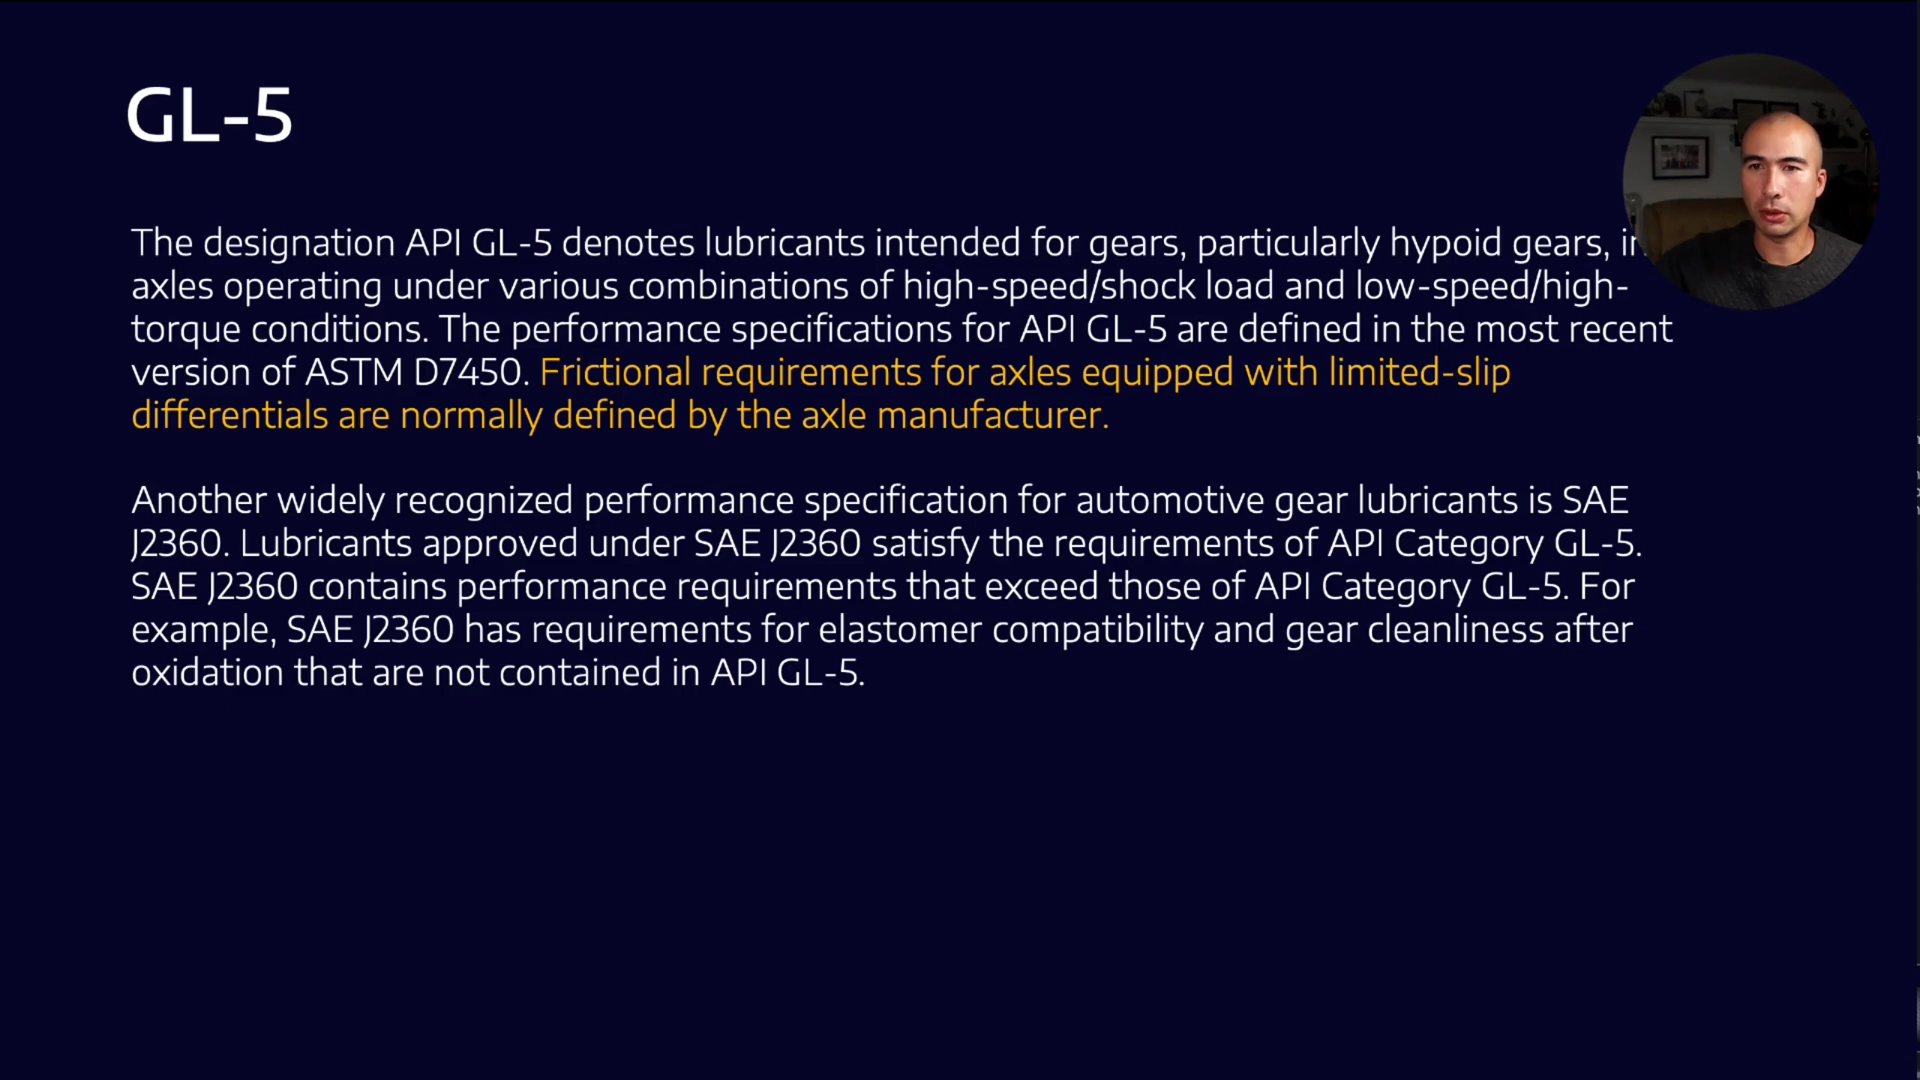 GL-5
The designation API GL-5 denotes lubricants intended for gears, particularly hypoid gears, in
axles operating under various combinations of high-speed/shock load and low-speed/high-
torque conditions. The performance specifications for API GL-5 are defined in the most recent
version of ASTM D7450. Frictional requirements for axles equipped with limited-slip
differentials are normally defined by the axle manufacturer.
Another widely recognized performance specification for automotive gear lubricants is SAE
J2360. Lubricants approved under SAE J2360 satisfy the requirements of API Category GL-5.
SAE J2360 contains performance requirements that exceed those of API Category GL-5. For
example, SAE J2360 has requirements for elastomer compatibility and gear cleanliness after
oxidation that are not contained in API GL-5.